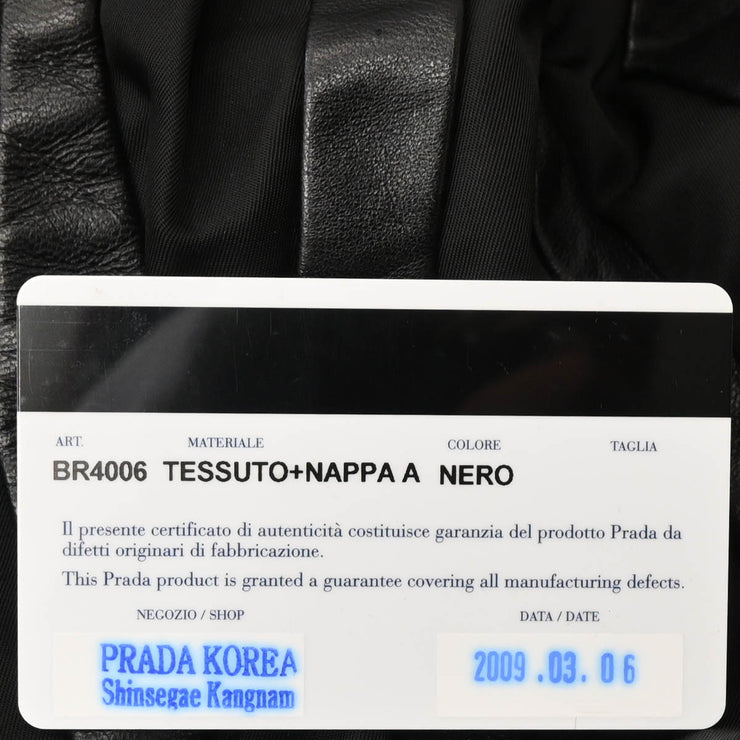 ART. MATERIALE COLORE TAGLIA
BR4006 TESSUTO+NAPPA A NERO
Il presente certificato di autenticità costituisce garanzia del prodotto Prada da
difetti originari di fabbricazione.
This Prada product is granted a guarantee covering all manufacturing defects.
NEGOZIO / SHOP DATA / DATE
PRADA KOREA 2009 .03. 06
Shinsegae Kangnam